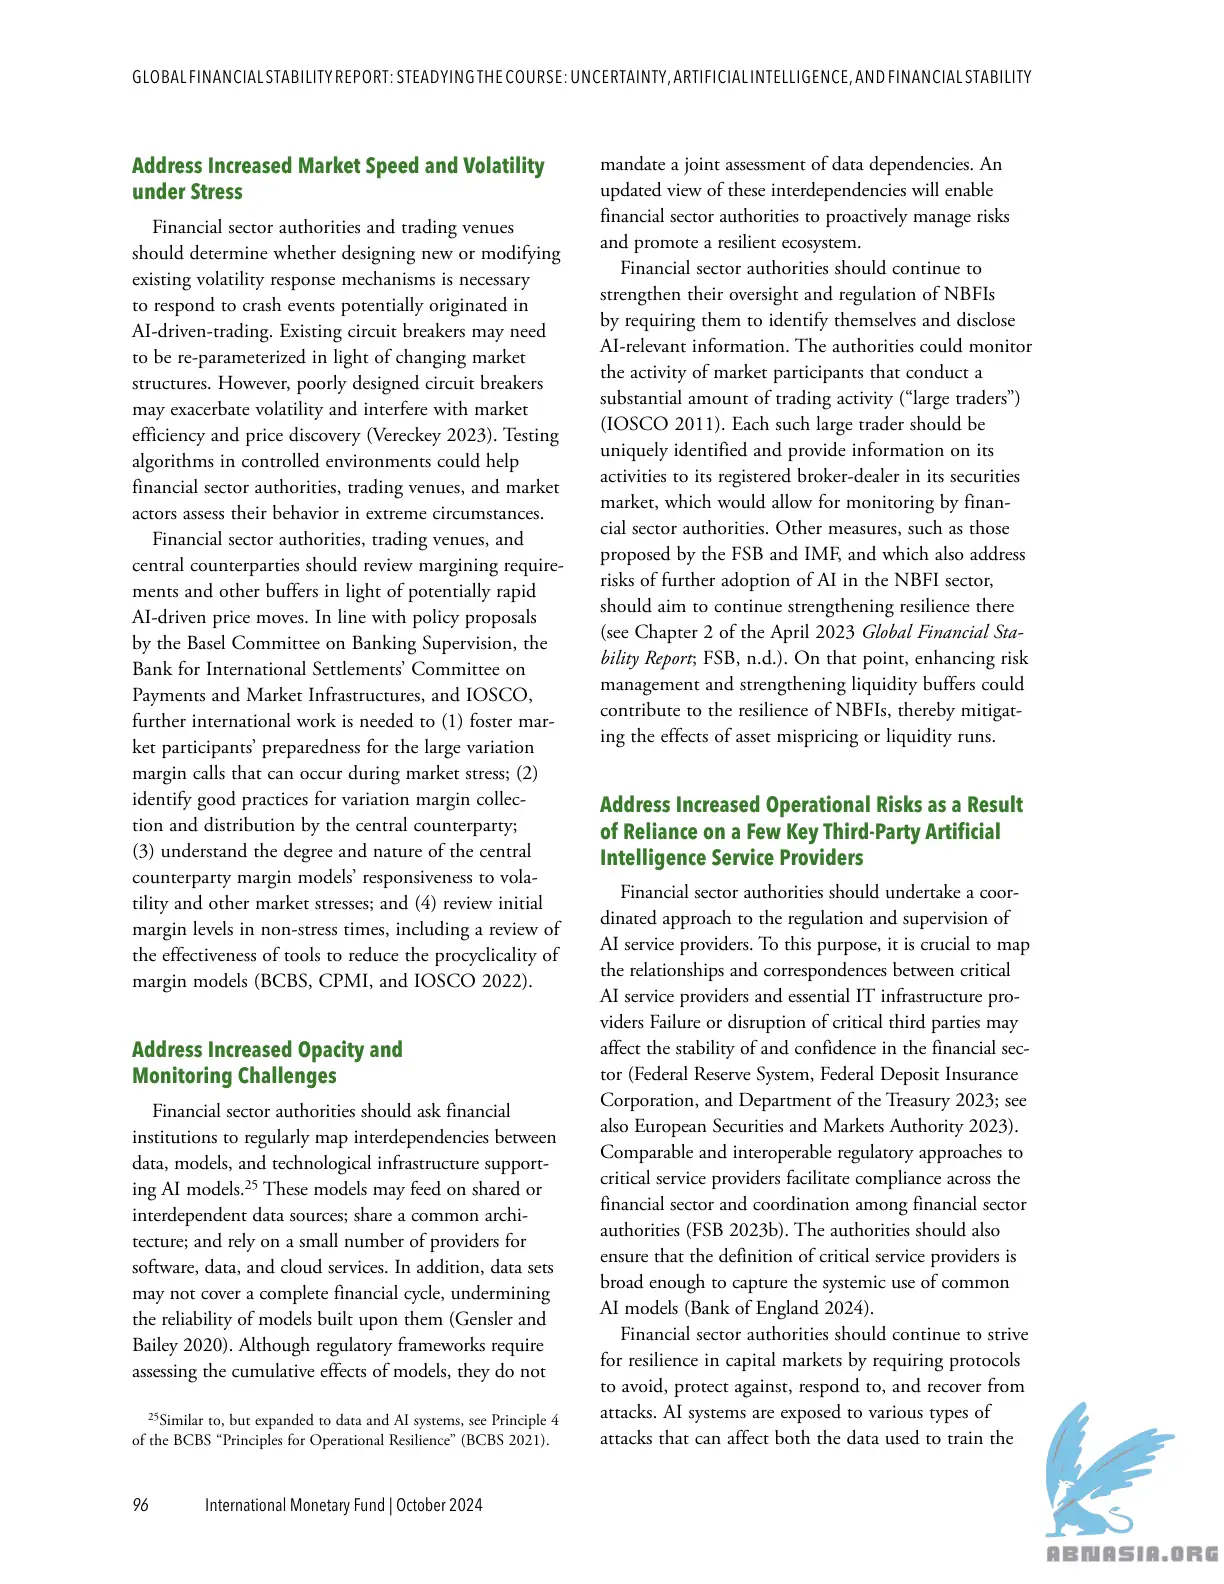 GLOBAL FINANCIAL STABILITY REPORT: STEADYING THE COURSE: UNCERTAINTY, ARTIFICIAL INTELLIGENCE, AND FINANCIAL STABILITY
Address Increased Market Speed and Volatility
under Stress
Financial sector authorities and trading venues
should determine whether designing new or modifying
existing volatility response mechanisms is necessary
to respond to crash events potentially originated in
AI-driven-trading. Existing circuit breakers may need
to be re-parameterized in light of changing market
structures. However, poorly designed circuit breakers
may exacerbate volatility and interfere with market
efficiency and price discovery (Vereckey 2023). Testing
algorithms in controlled environments could help
financial sector authorities, trading venues, and market
actors assess their behavior in extreme circumstances.
Financial sector authorities, trading venues, and
central counterparties should review margining require-
ments and other buffers in light of potentially rapid
AI-driven price moves. In line with policy proposals
by the Basel Committee on Banking Supervision, the
Bank for International Settlements’ Committee on
Payments and Market Infrastructures, and IOSCO,
further international work is needed to (1) foster mar-
ket participants’ preparedness for the large variation
margin calls that can occur during market stress; (2)
identify good practices for variation margin collec-
tion and distribution by the central counterparty;
(3) understand the degree and nature of the central
counterparty margin models’ responsiveness to vola-
tility and other market stresses; and (4) review initial
margin levels in non-stress times, including a review of
the effectiveness of tools to reduce the procyclicality of
margin models (BCBS, CPMI, and IOSCO 2022).
Address Increased Opacity and
Monitoring Challenges
Financial sector authorities should ask financial
institutions to regularly map interdependencies between
data, models, and technological infrastructure support-
ing AI models.25 These models may feed on shared or
interdependent data sources; share a common archi-
tecture; and rely on a small number of providers for
software, data, and cloud services. In addition, data sets
may not cover a complete financial cycle, undermining
the reliability of models built upon them (Gensler and
Bailey 2020). Although regulatory frameworks require
assessing the cumulative effects of models, they do not
25Similar to, but expanded to data and AI systems, see Principle 4
of the BCBS “Principles for Operational Resilience” (BCBS 2021).
mandate a joint assessment of data dependencies. An
updated view of these interdependencies will enable
financial sector authorities to proactively manage risks
and promote a resilient ecosystem.
Financial sector authorities should continue to
strengthen their oversight and regulation of NBFIs
by requiring them to identify themselves and disclose
AI-relevant information. The authorities could monitor
the activity of market participants that conduct a
substantial amount of trading activity (“large traders”)
(IOSCO 2011). Each such large trader should be
uniquely identified and provide information on its
activities to its registered broker-dealer in its securities
market, which would allow for monitoring by finan-
cial sector authorities. Other measures, such as those
proposed by the FSB and IMF, and which also address
risks of further adoption of AI in the NBFI sector,
should aim to continue strengthening resilience there
(see Chapter 2 of the April 2023 Global Financial Sta-
bility Report; FSB, n.d.). On that point, enhancing risk
management and strengthening liquidity buffers could
contribute to the resilience of NBFIs, thereby mitigat-
ing the effects of asset mispricing or liquidity runs.
Address Increased Operational Risks as a Result
of Reliance on a Few Key Third-Party Artificial
Intelligence Service Providers
Financial sector authorities should undertake a coor-
dinated approach to the regulation and supervision of
AI service providers. To this purpose, it is crucial to map
the relationships and correspondences between critical
AI service providers and essential IT infrastructure pro-
viders Failure or disruption of critical third parties may
affect the stability of and confidence in the financial sec-
tor (Federal Reserve System, Federal Deposit Insurance
Corporation, and Department of the Treasury 2023; see
also European Securities and Markets Authority 2023).
Comparable and interoperable regulatory approaches to
critical service providers facilitate compliance across the
financial sector and coordination among financial sector
authorities (FSB 2023b). The authorities should also
ensure that the definition of critical service providers is
broad enough to capture the systemic use of common
AI models (Bank of England 2024).
Financial sector authorities should continue to strive
for resilience in capital markets by requiring protocols
to avoid, protect against, respond to, and recover from
attacks. AI systems are exposed to various types of
attacks that can affect both the data used to train the
96 International Monetary Fund | October 2024
ABNASIA.ORG